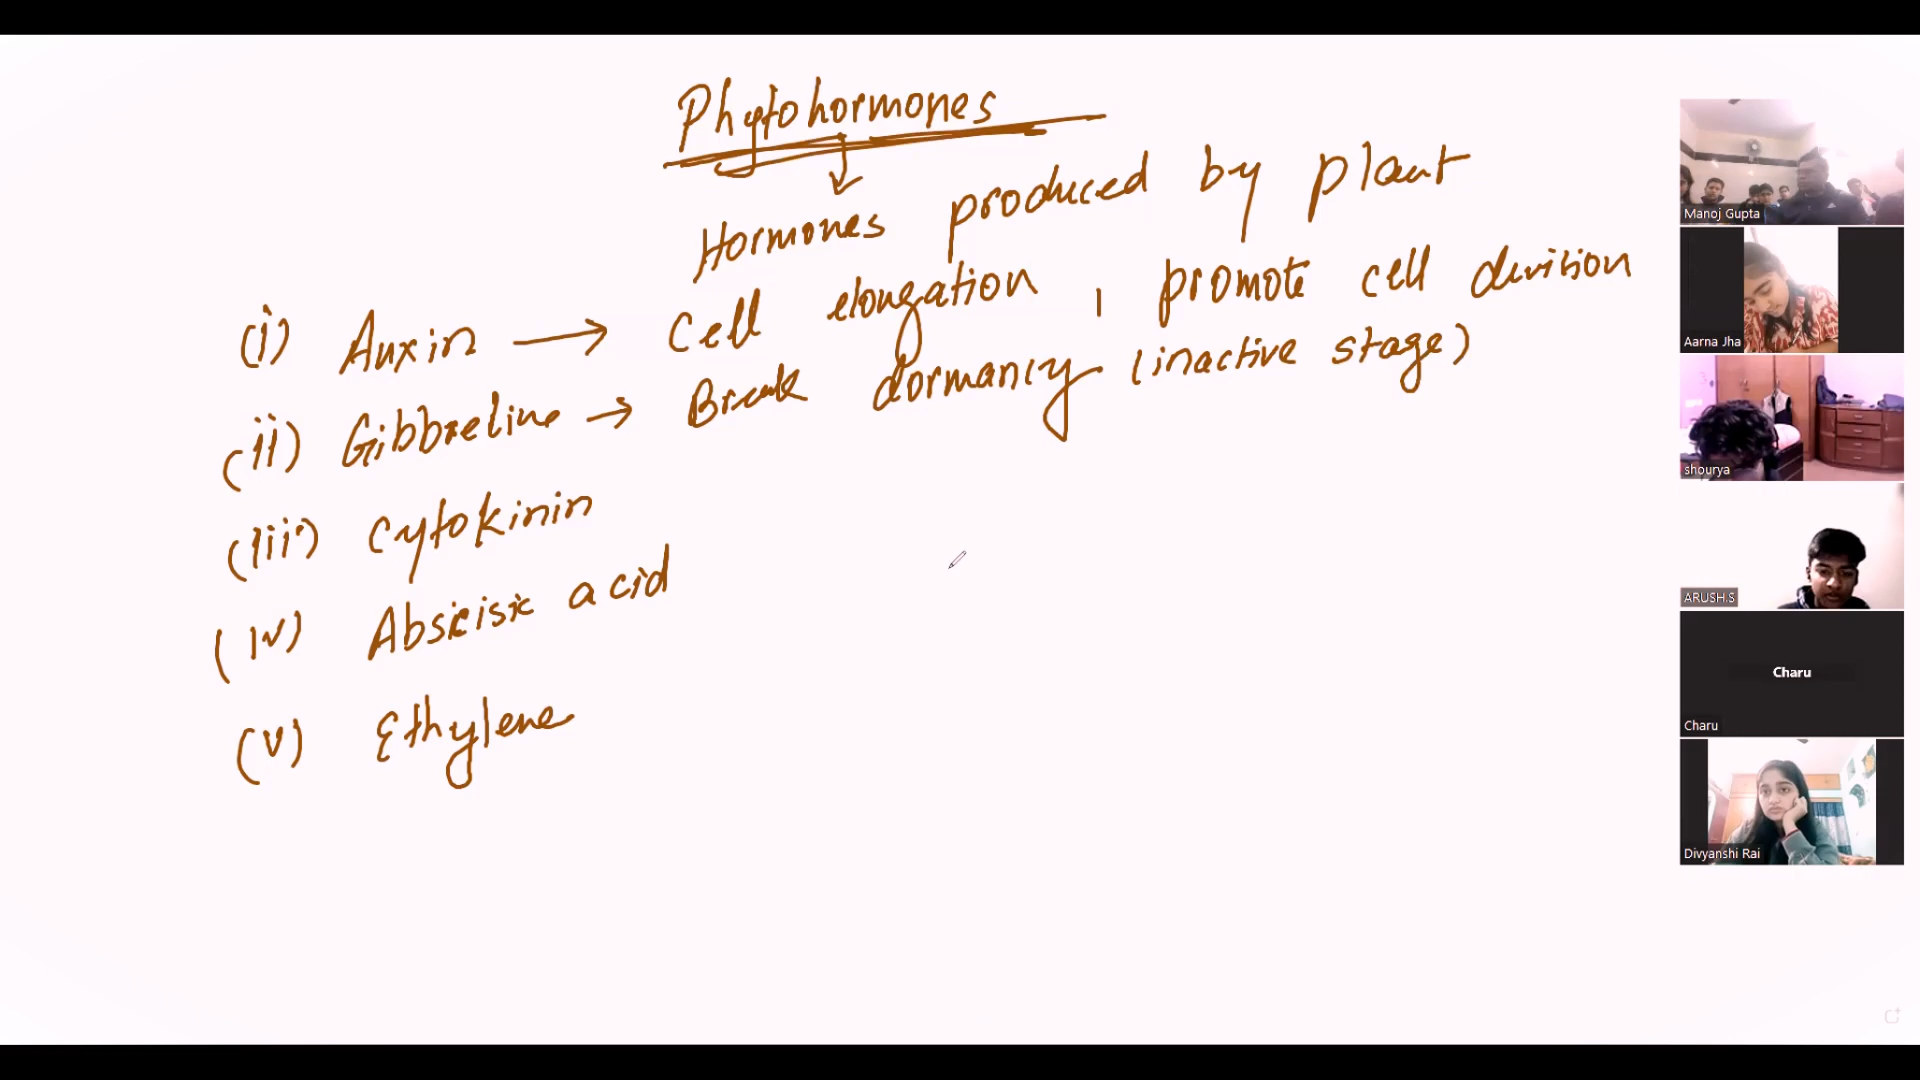 Phytohormones
Hormones produced by plant
(i) Auxin → Cell elongation , promote cell division
(ii) Gibbreline → Break dormancy (inactive stage)
(iii) Cytokinin
(iv) Absicisic acid
(v) Ethylene
Manoj Gupta
Aarna Jha
shourya
ARUSH.S
Charu
Charu
Divyanshi Rai